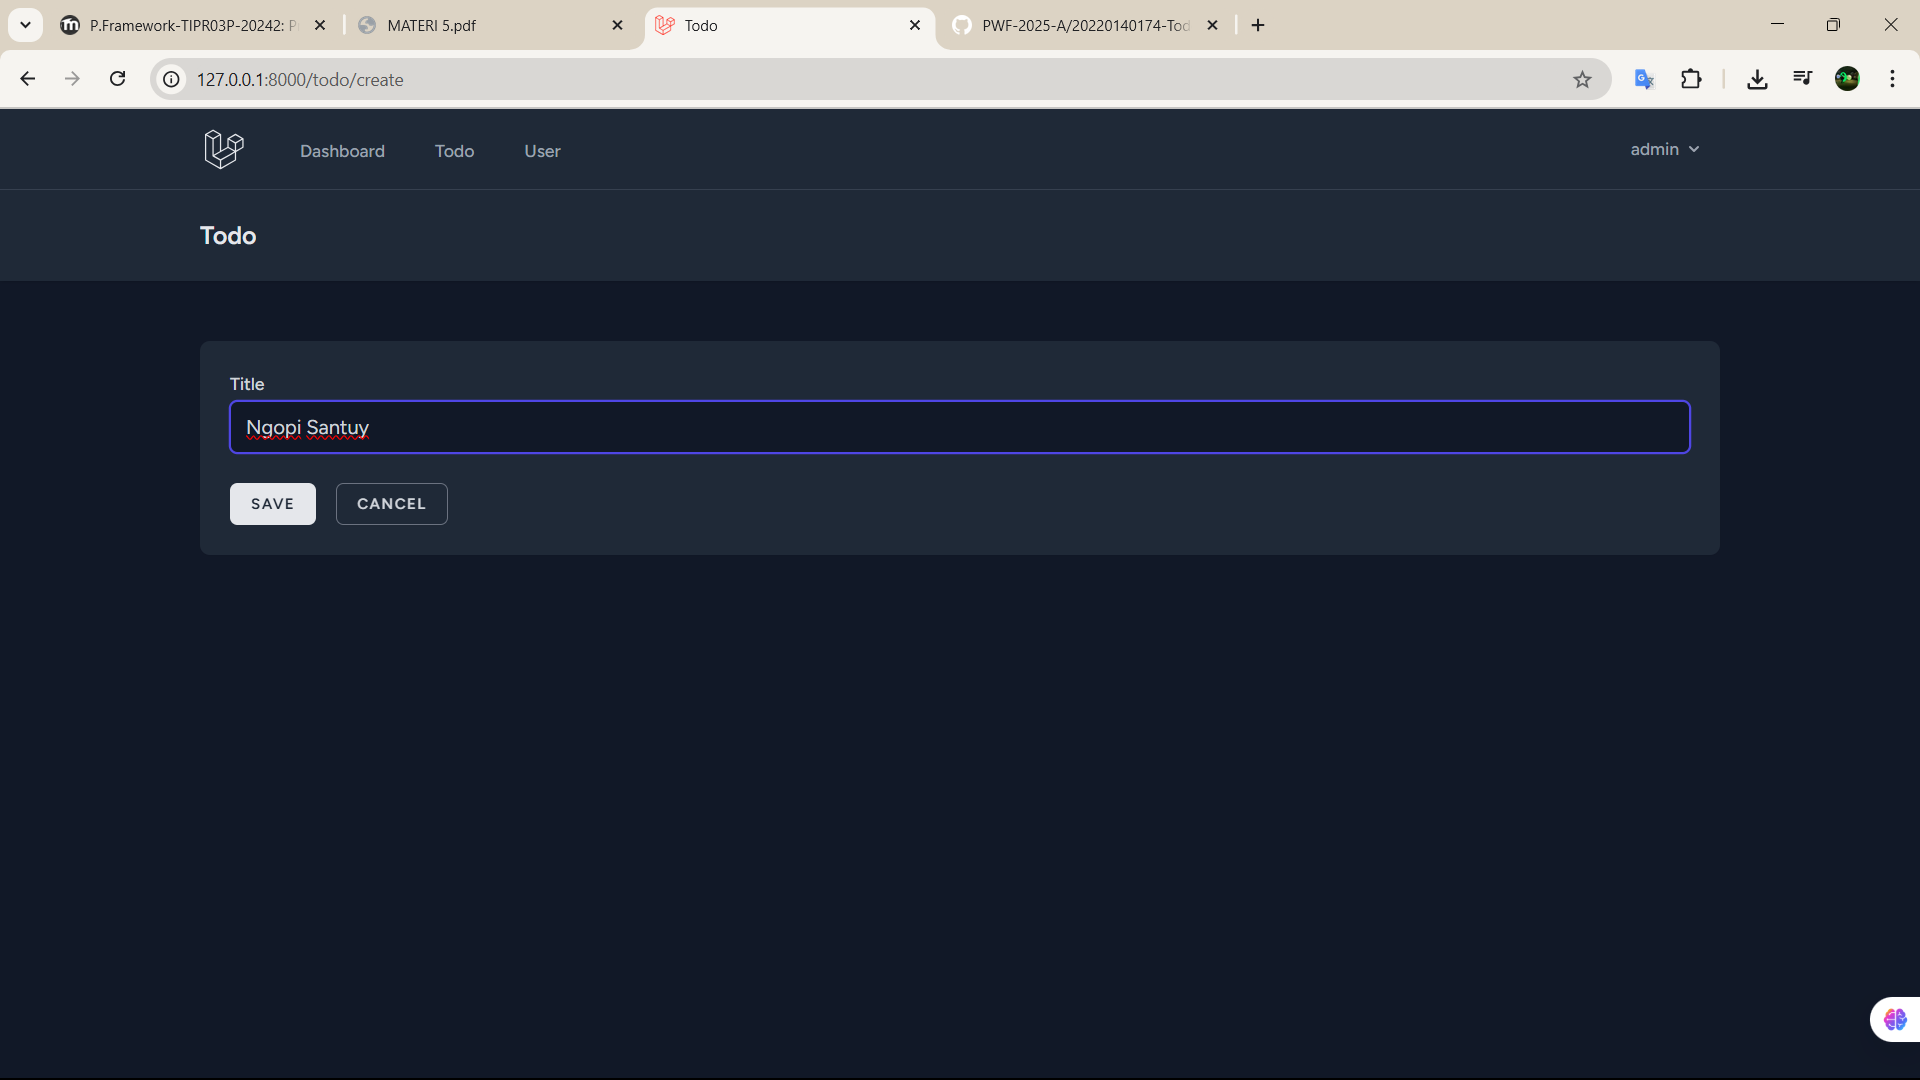 P.Framework-TIPR03P-20242: P
MATERI 5.pdf
Todo
PWF-2025-A/20220140174-Tod
127.0.0.1:8000/todo/create
Dashboard
Todo
User
admin
Todo
Title
Ngopi Santuy
SAVE
CANCEL